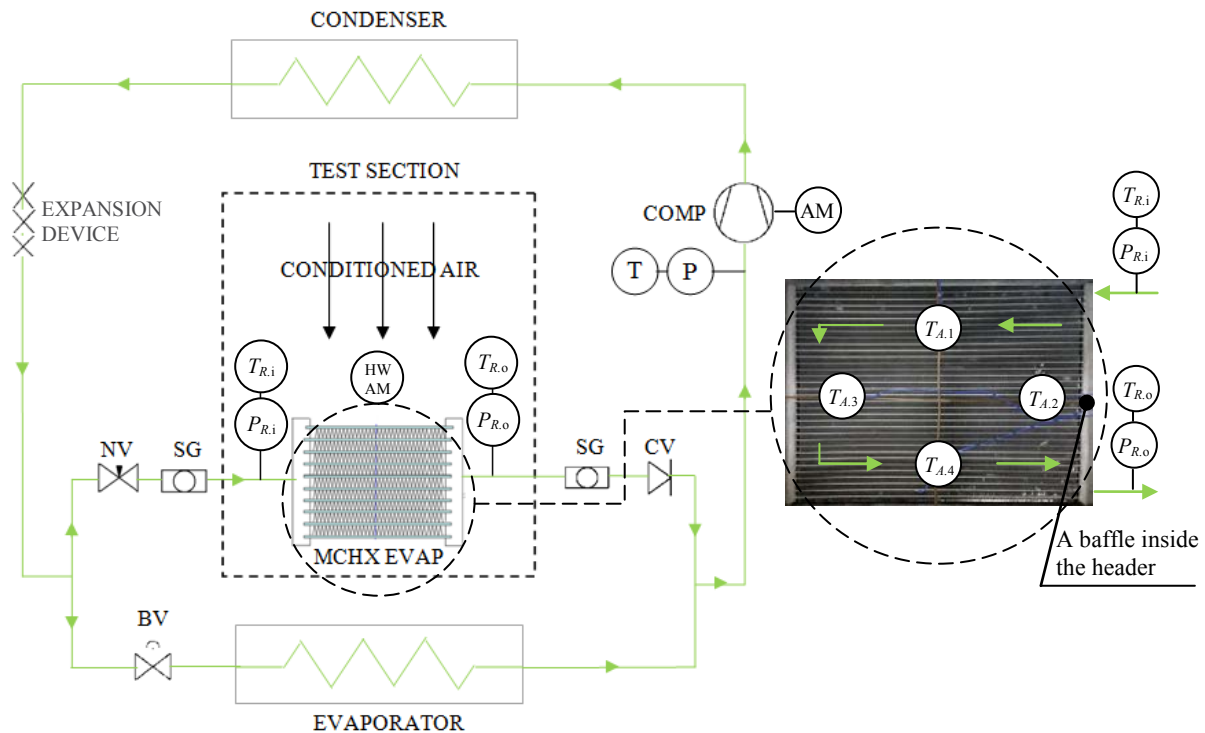 CONDENSER
TEST SECTION
EXPANSION
DEVICE
COMP
AM
T
P
CONDITIONED AIR
T_R.i
P_R.i
HW
AM
T_R.o
P_R.o
NV
SG
SG
CV
MCHX EVAP
BV
EVAPORATOR
T_R.i
P_R.i
T_A.1
T_A.3
T_A.2
T_A.4
T_R.o
P_R.o
A baffle inside
the header